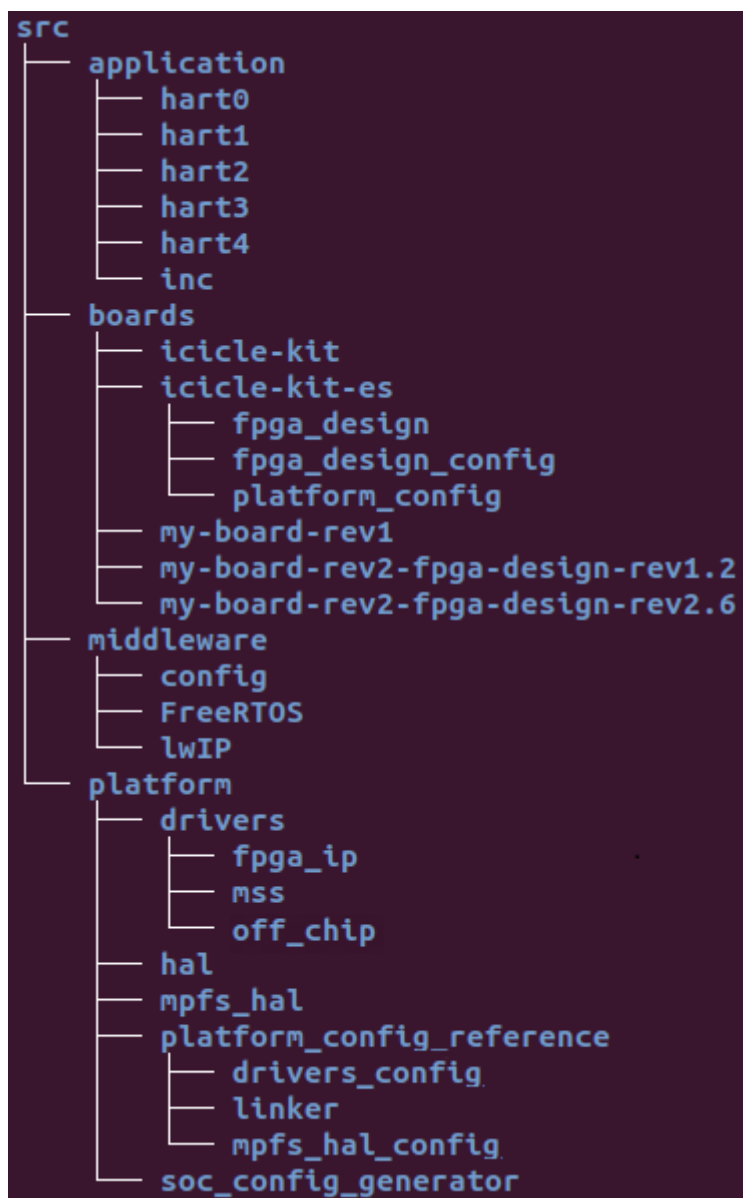 src
application
hart0
hart1
hart2
hart3
hart4
inc
boards
icicle-kit
icicle-kit-es
fpga_design
fpga_design_config
platform_config
my-board-rev1
my-board-rev2-fpga-design-rev1.2
my-board-rev2-fpga-design-rev2.6
middleware
config
FreeRTOS
lwIP
platform
drivers
fpga_ip
mss
off_chip
hal
mpfs_hal
platform_config_reference
drivers_config
linker
mpfs_hal_config
soc_config_generator